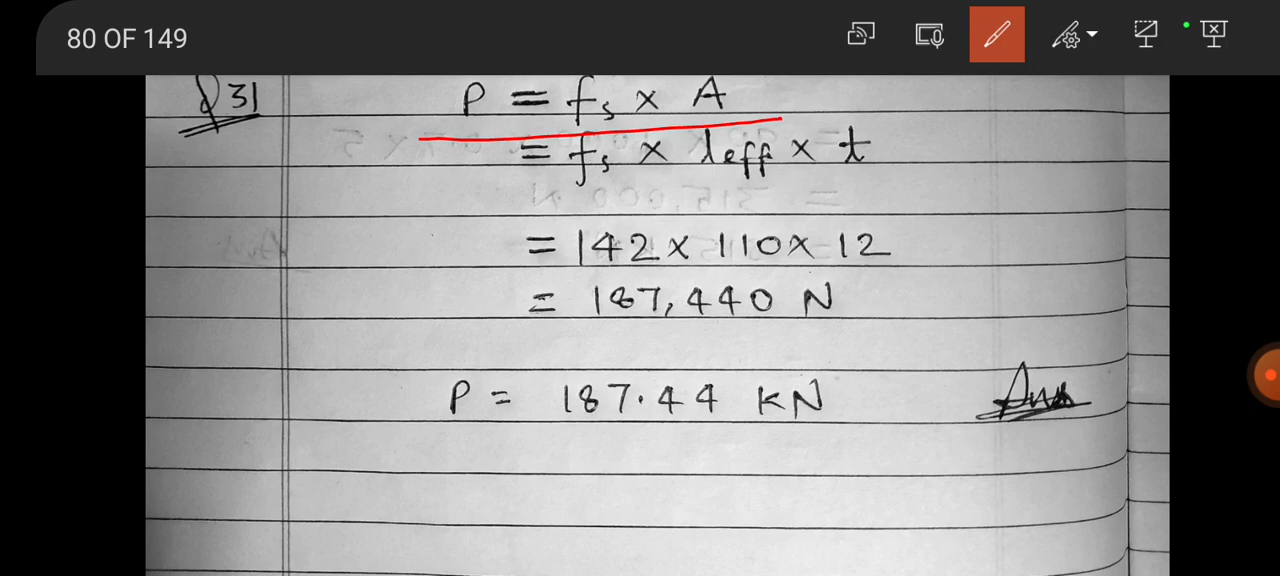 80 OF 149
Q31
P = fs × A
= fs × leff × t
= 142 × 110 × 12
= 187,440 N
P = 187.44 KN
Ans